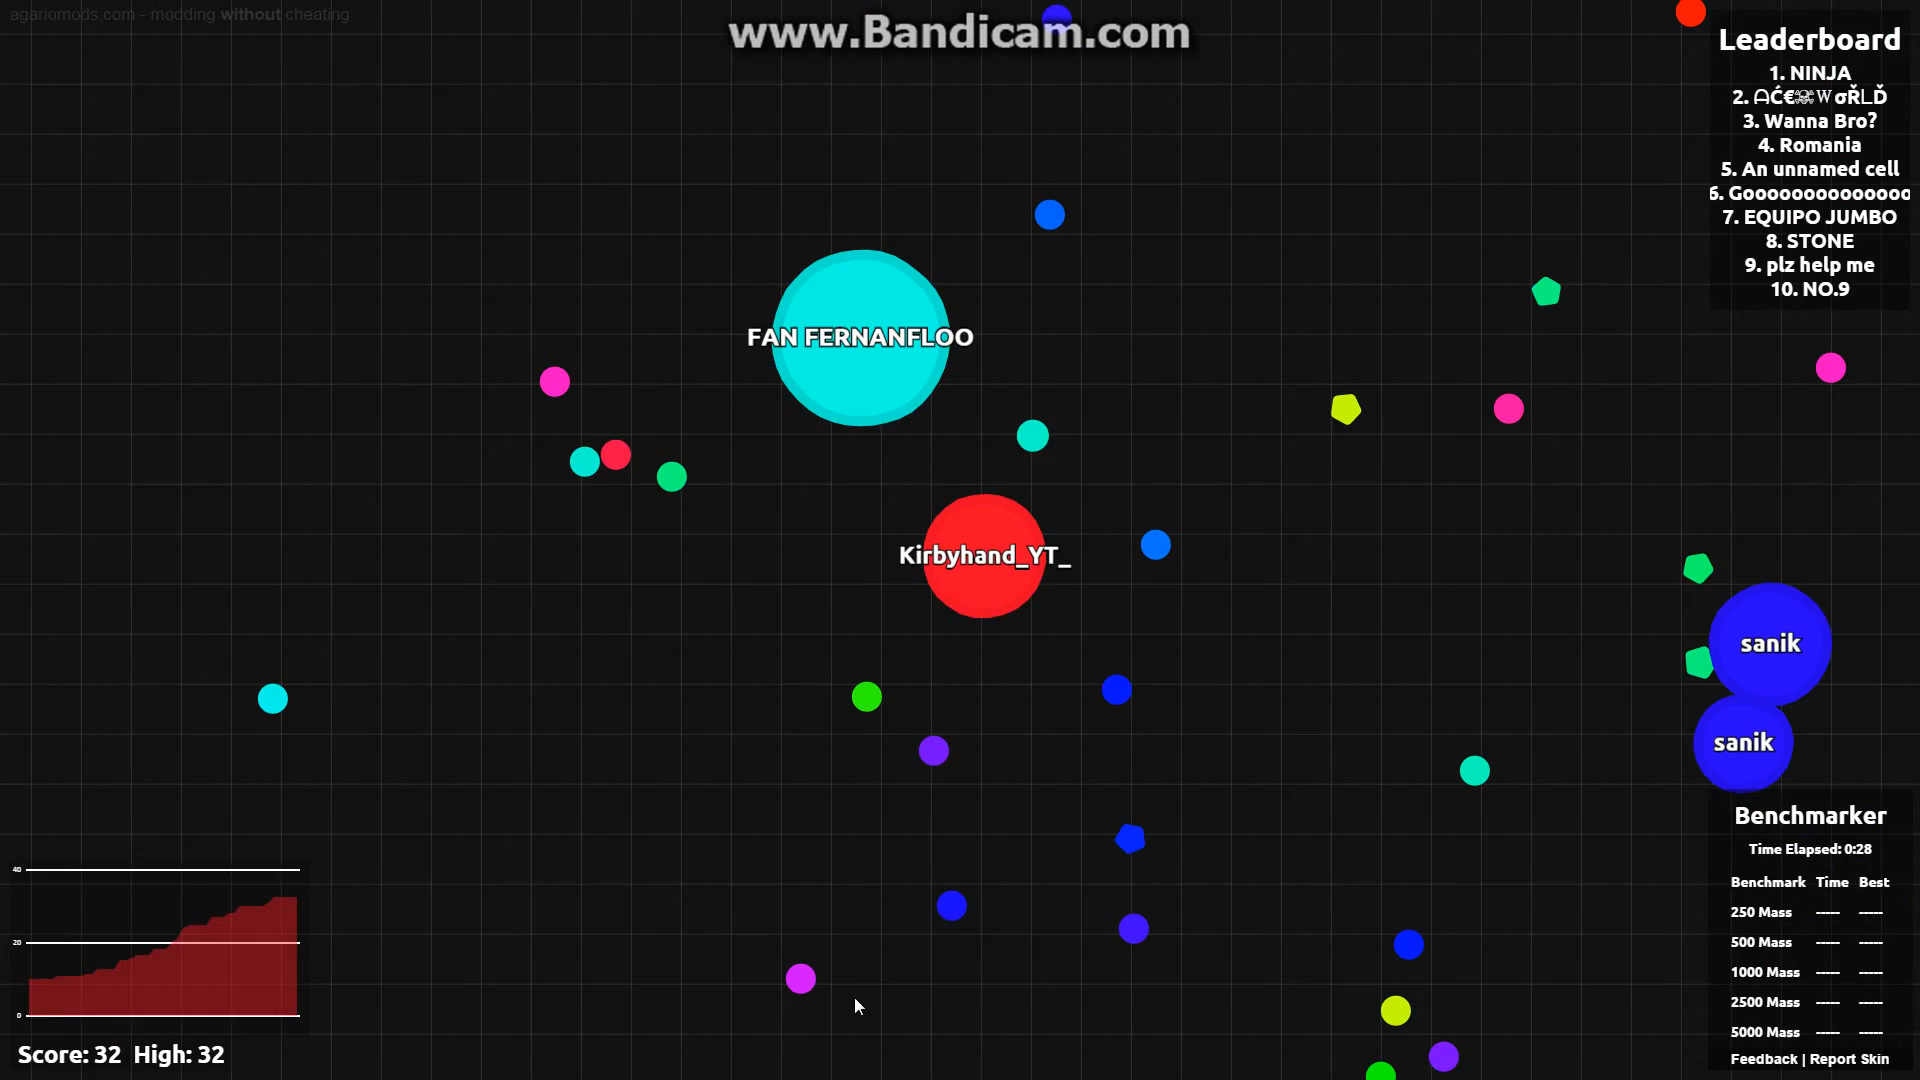 agariomods.com - modding without cheating
www.Bandicam.com
Leaderboard
1. NINJA
2. ᗩĆ€☠WσŘĹĎ
3. Wanna Bro?
4. Romania
5. An unnamed cell
6. Goooooooooooooo
7. EQUIPO JUMBO
8. STONE
9. plz help me
10. NO.9
FAN FERNANFLOO
Kirbyhand_YT_
sanik
sanik
Benchmarker
Time Elapsed: 0:28
Benchmark Time Best
250 Mass ----- -----
500 Mass ----- -----
1000 Mass ----- -----
2500 Mass ----- -----
5000 Mass ----- -----
Feedback | Report Skin
40
20
0
Score: 32 High: 32